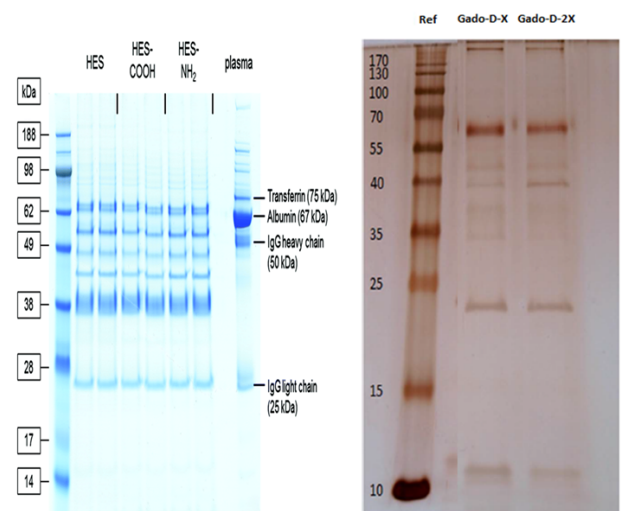 HES
HES-
COOH
HES-
NH2
plasma
kDa
188
98
62
49
38
28
17
14
Transferrin (75 kDa)
Albumin (67 kDa)
IgG heavy chain
(50 kDa)
IgG light chain
(25 kDa)
Ref
Gado-D-X
Gado-D-2X
170
130
100
70
55
40
35
25
15
10